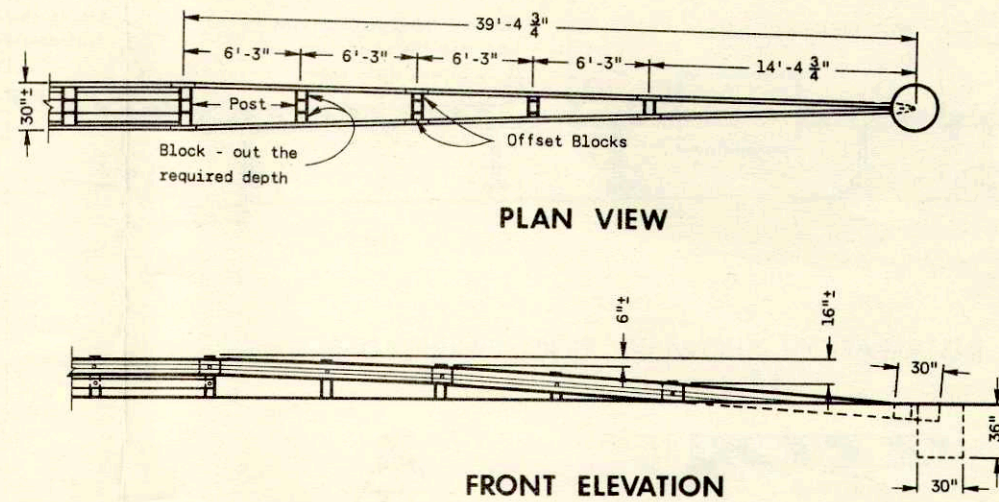 39'-4 3/4"
6'-3" 6'-3" 6'-3" 6'-3" 14'-4 3/4"
30"±
Post
Block - out the
required depth
Offset Blocks
PLAN VIEW
6"±
16"±
30"
36"
30"
FRONT ELEVATION